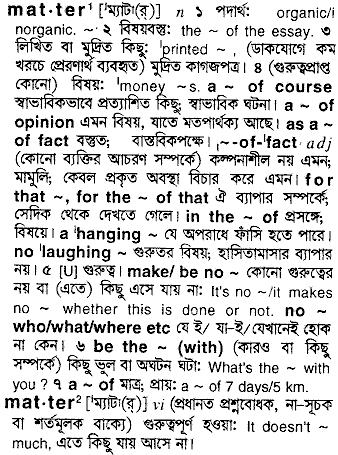 mat·ter¹ ['ম্যাটা(র্)] n ১ পদার্থ: organic/i
norganic. ~. ২ বিষয়বস্তু: the ~ of the essay. ৩
লিখিত বা মুদ্রিত কিছু: 'printed ~ , (ডাকযোগে কম
খরচে প্রেরণার্থ ব্যবহৃত) মুদ্রিত কাগজপত্র। ৪ (গুরুত্বপ্রাপ্ত
কোনো) বিষয়: 'money ~s. a ~ of course
স্বাভাবিকভাবে প্রত্যাশিত কিছু; স্বাভাবিক ঘটনা। a ~ of
opinion এমন বিষয়, যাতে মতপার্থক্য আছে। as a ~
of fact বস্তুত; বাস্তবিকপক্ষে। ,~-of-'fact adj
(কোনো ব্যক্তির আচরণ সম্পর্কে) কল্পনাশীল নয় এমন;
মামুলি; কেবল প্রকৃত অবস্থা বিচার করে এমন। for
that ~, for the ~ of that ঐ ব্যাপার সম্পর্কে,
সেদিক থেকে দেখতে গেলে। in the ~ of প্রসঙ্গে;
বিষয়ে। a 'hanging ~ যে অপরাধে ফাঁসি হতে পারে।
no 'laughing ~ গুরুতর বিষয়; হাসিতামাসার ব্যাপার
নয়। ৫ [U] গুরুত্ব। make/ be no ~ কোনো গুরুত্বের
নয় বা (এতে) কিছু এসে যায় না: It's no ~/it makes
no ~ whether this is done or not. no ~
who/what/where etc যে ই/ যা-ই/যেখানেই হোক
না কেন। ৬ be the ~ (with) (কারও বা কিছু
সম্পর্কে) কিছু ভুল বা অঘটন ঘটা: What's the ~ with
you ? ৭ a ~ of মাত্র; প্রায়: a ~ of 7 days/5 km.
mat·ter² ['ম্যাটা(র্)] vi (প্রধানত প্রশ্নবোধক, না-সূচক
বা শর্তমূলক বাক্যে) গুরুত্বপূর্ণ হওয়া: It doesn't ~
much, এতে কিছু যায় আসে না।